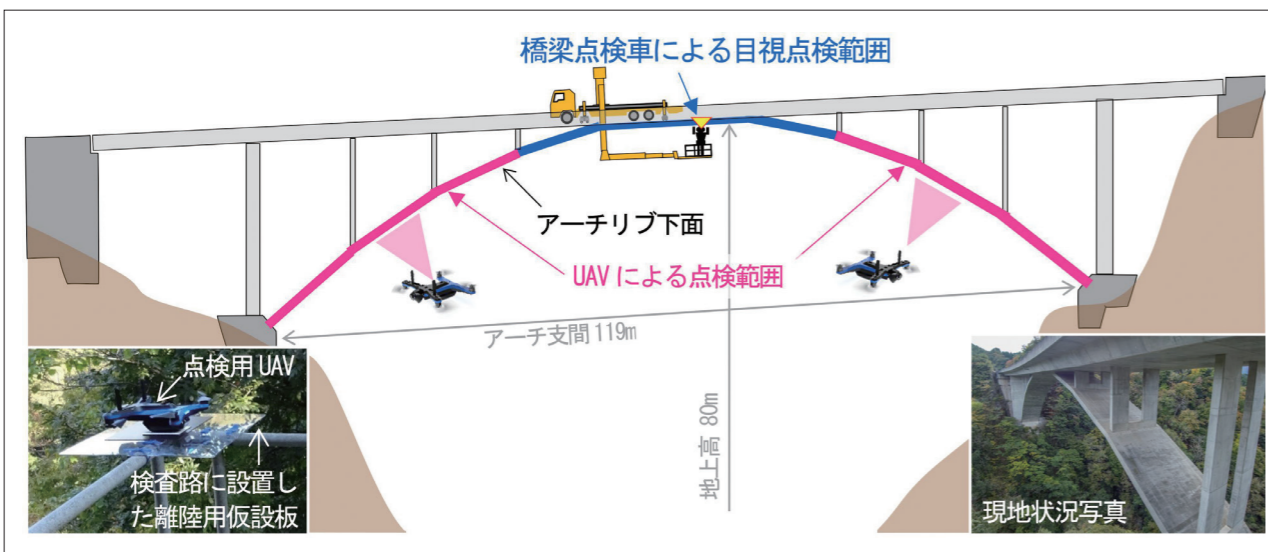 橋梁点検車による目視点検範囲
アーチリブ下面
UAVによる点検範囲
アーチ支間119m
地上高 80m
点検用UAV
検査路に設置し
た離陸用仮設板
現地状況写真